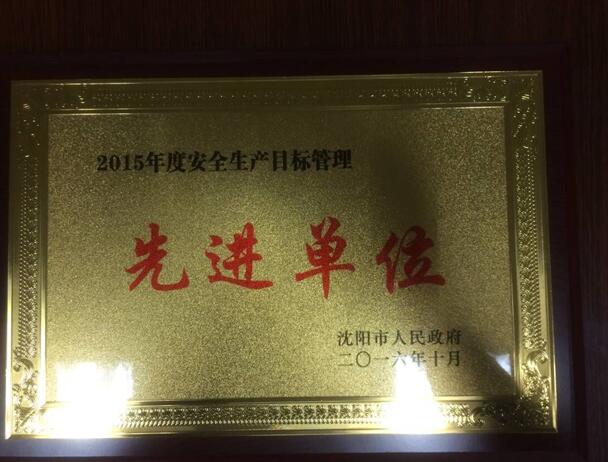 2015年度安全生产目标管理
先进单位
沈阳市人民政府
二〇一六年十月